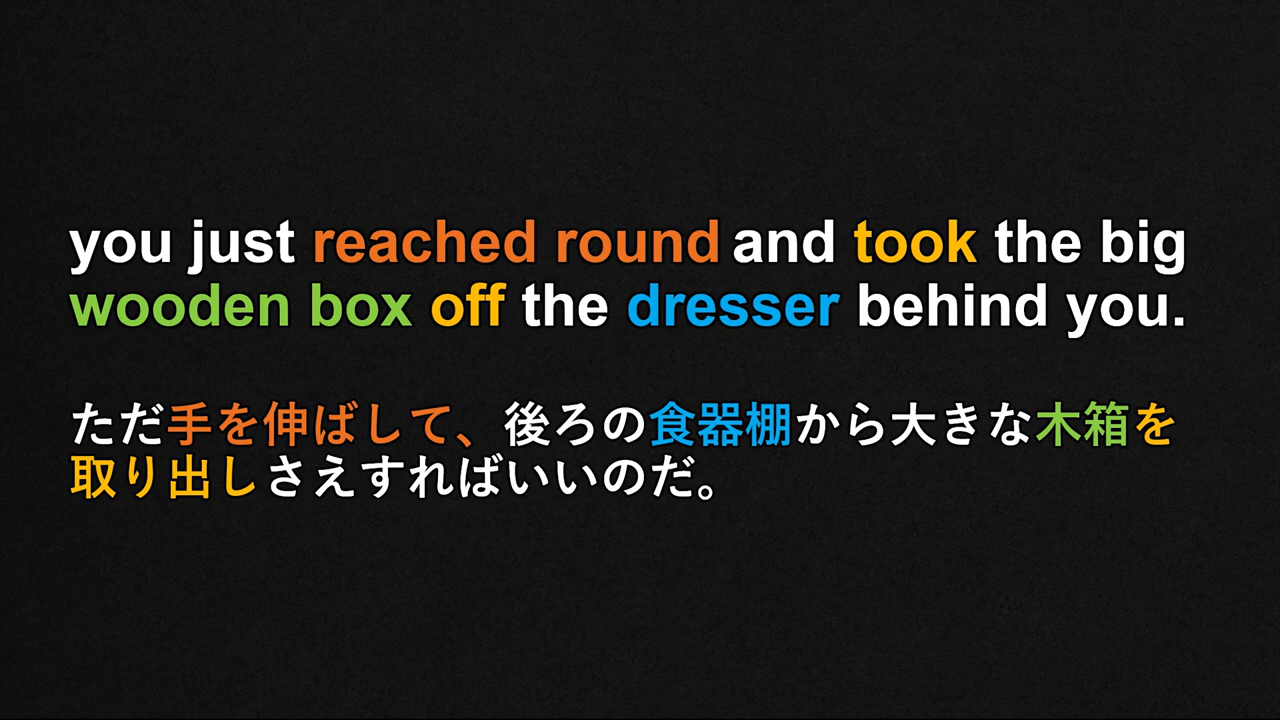 you just reached round and took the big
wooden box off the dresser behind you.
ただ手を伸ばして、後ろの食器棚から大きな木箱を
取り出しさえすればいいのだ。